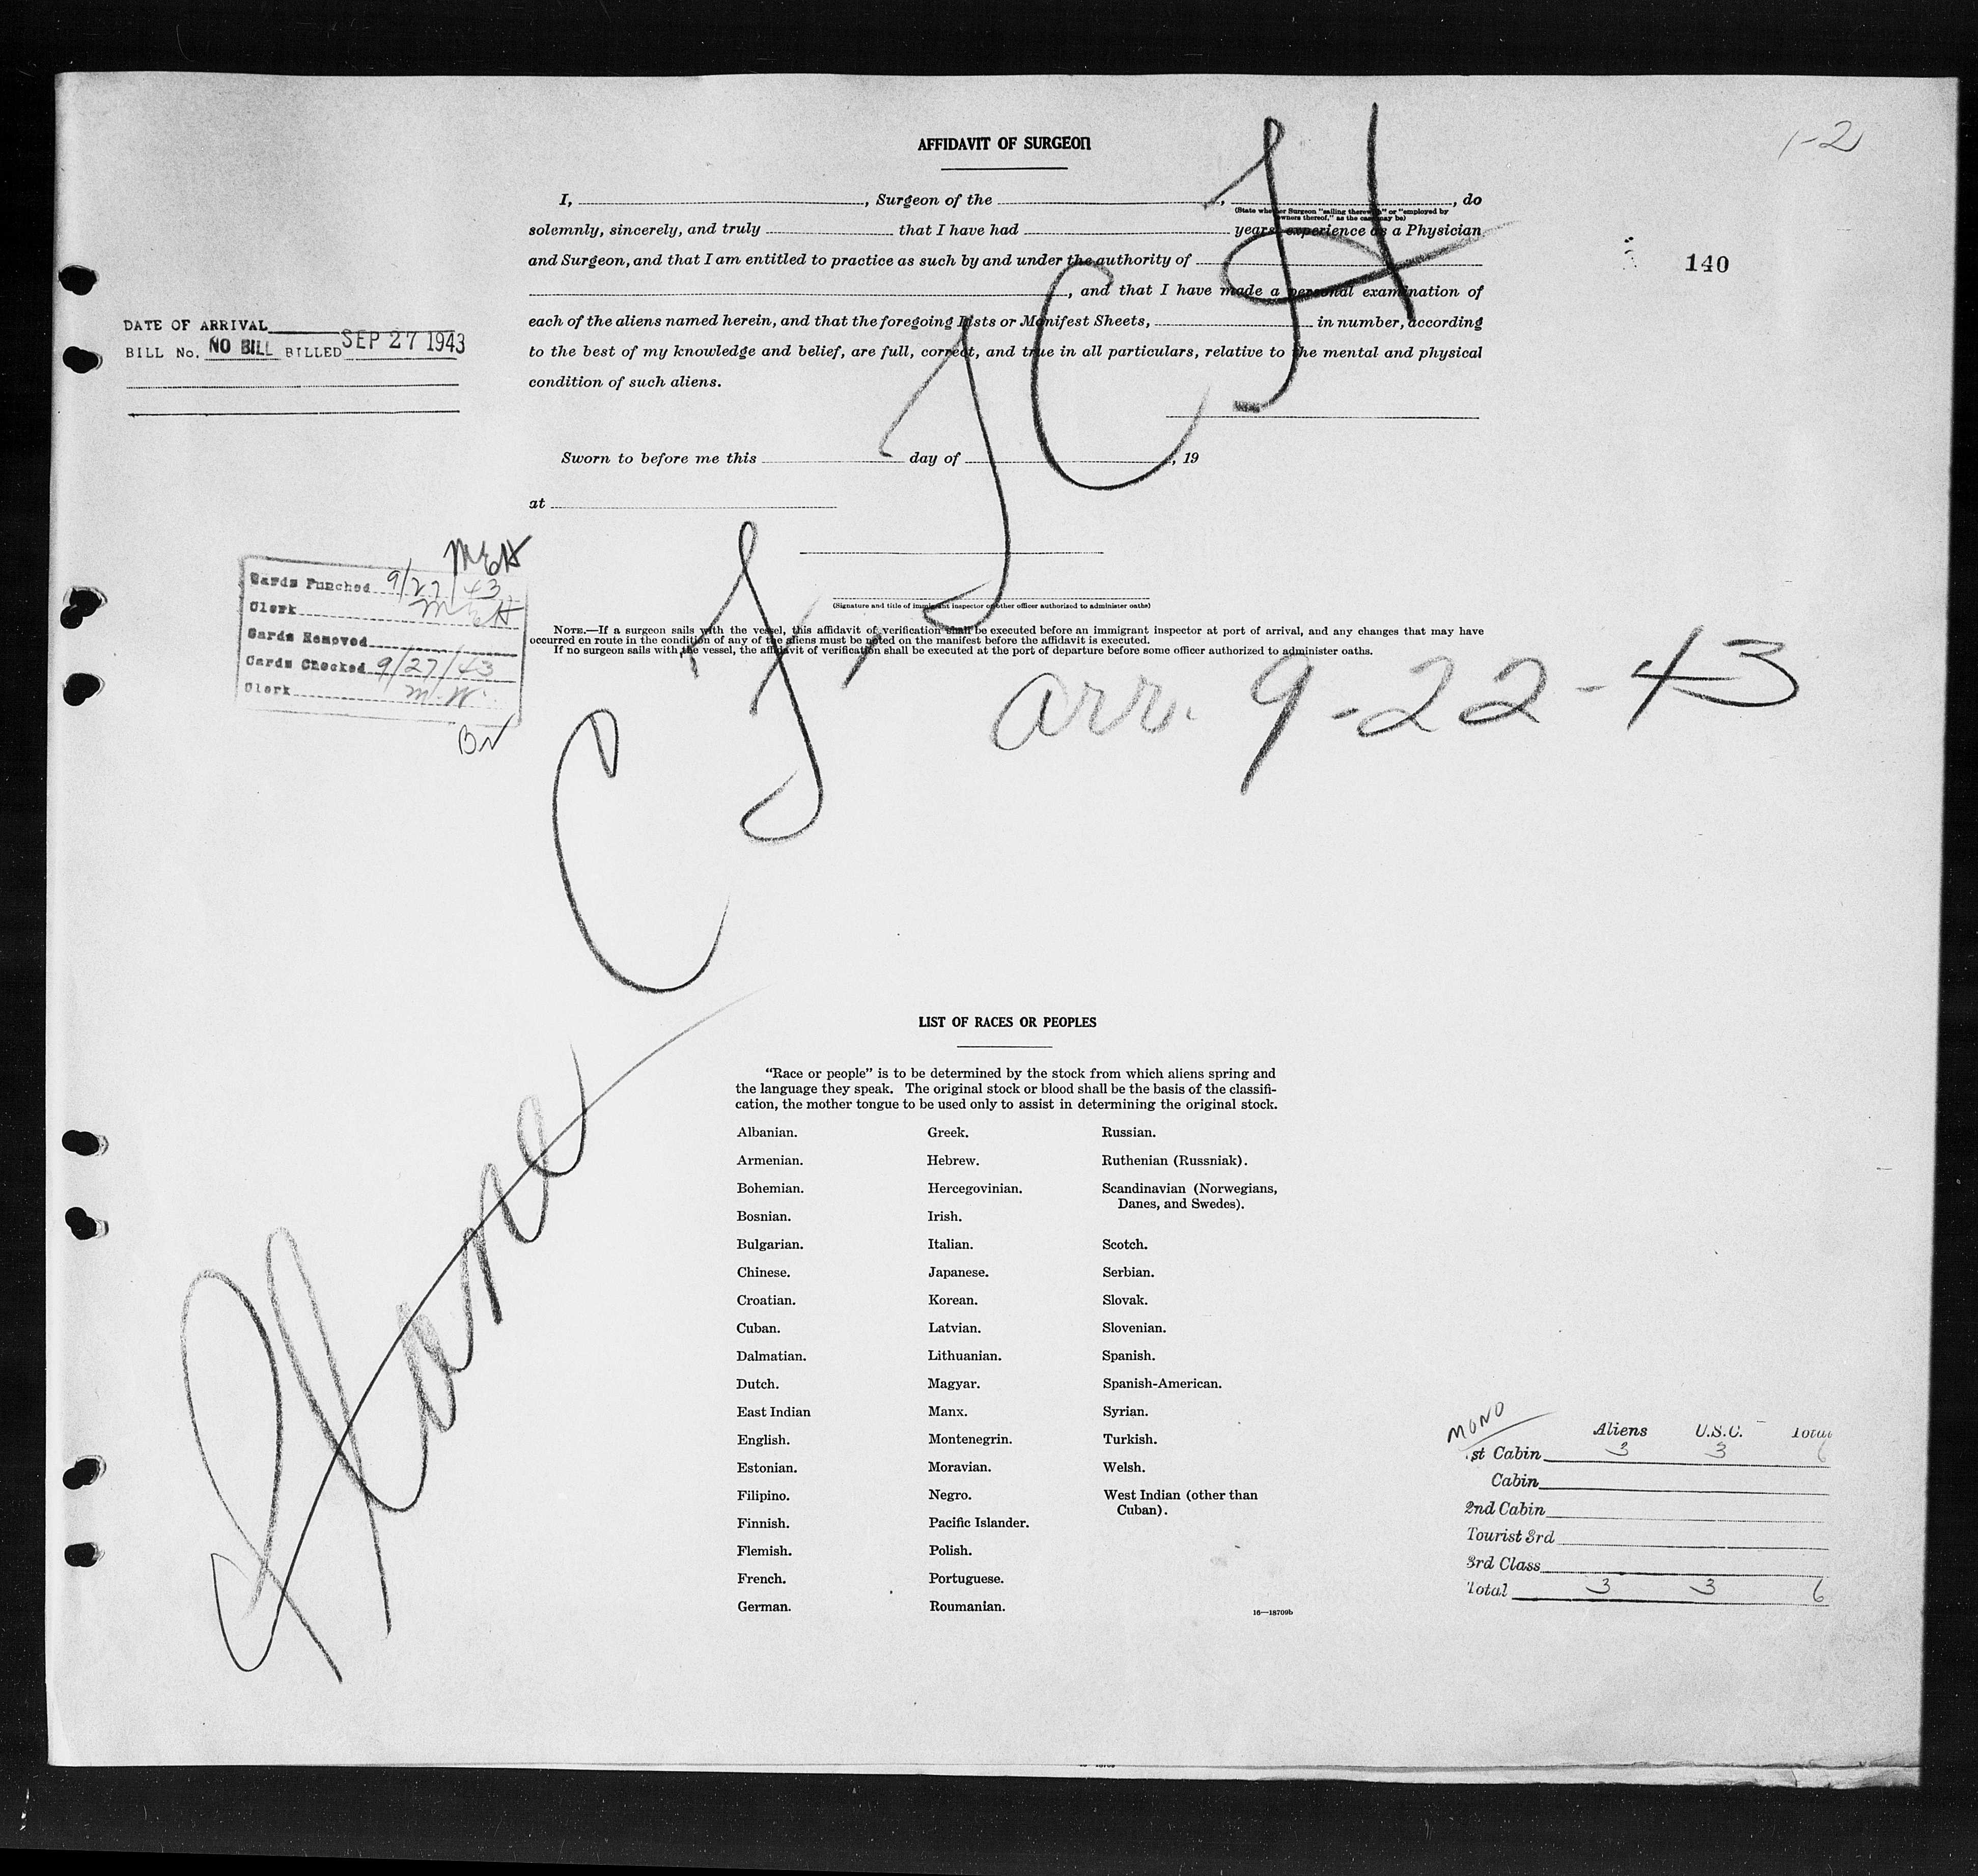 1-2
AFFIDAVIT OF SURGEON
I, , Surgeon of the , , do
(State whether Surgeon "sailing therewith" or "employed by owners thereof," as the case may be)
solemnly, sincerely, and truly that I have had years' experience as a Physician
and Surgeon, and that I am entitled to practice as such by and under the authority of
140
, and that I have made a personal examination of
each of the aliens named herein, and that the foregoing Lists or Manifest Sheets, in number, according
to the best of my knowledge and belief, are full, correct, and true in all particulars, relative to the mental and physical
condition of such aliens.
DATE OF ARRIVAL
BILL No. NO BILL BILLED SEP 27 1943
Sworn to before me this day of , 19
at
(Signature and title of immigrant inspector or other officer authorized to administer oaths)
NOTE.—If a surgeon sails with the vessel, this affidavit of verification shall be executed before an immigrant inspector at port of arrival, and any changes that may have
occurred en route in the condition of any of the aliens must be noted on the manifest before the affidavit is executed.
If no surgeon sails with the vessel, the affidavit of verification shall be executed at the port of departure before some officer authorized to administer oaths.
Cards Punched 9/27/43
Clerk
Cards Removed
Cards Checked 9/27/43
Clerk M.W.
arr. 9-22-43
Plane
LIST OF RACES OR PEOPLES
"Race or people" is to be determined by the stock from which aliens spring and
the language they speak. The original stock or blood shall be the basis of the classifi-
cation, the mother tongue to be used only to assist in determining the original stock.
Albanian. Greek. Russian.
Armenian. Hebrew. Ruthenian (Russniak).
Bohemian. Hercegovinian. Scandinavian (Norwegians,
Danes, and Swedes).
Bosnian. Irish.
Bulgarian. Italian. Scotch.
Chinese. Japanese. Serbian.
Croatian. Korean. Slovak.
Cuban. Latvian. Slovenian.
Dalmatian. Lithuanian. Spanish.
Dutch. Magyar. Spanish-American.
East Indian Manx. Syrian.
English. Montenegrin. Turkish.
Estonian. Moravian. Welsh.
Filipino. Negro. West Indian (other than
Cuban).
Finnish. Pacific Islander.
Flemish. Polish.
French. Portuguese.
German. Roumanian.
16—18709b
MONO
Aliens U.S.C. Total
1st Cabin 3 3 6
Cabin
2nd Cabin
Tourist 3rd
3rd Class
Total 3 3 6